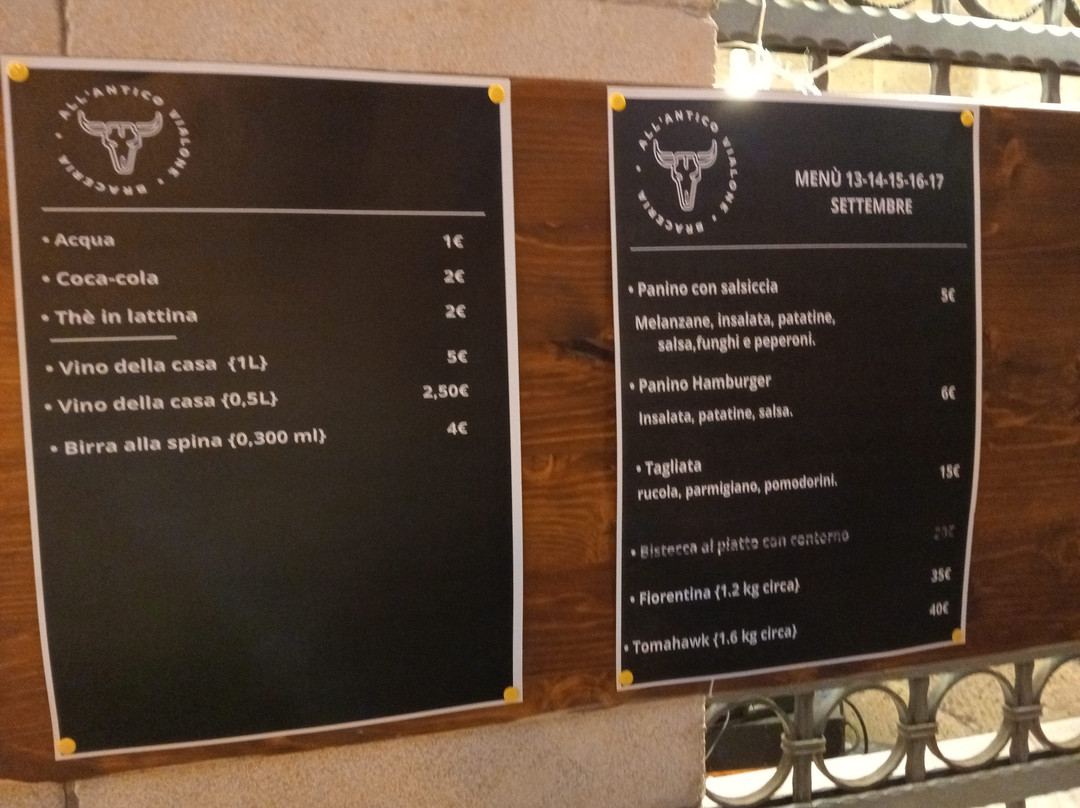 ALL'ANTICO VIALONE • BRACERIA •
• Acqua 1€
• Coca-cola 2€
• Thè in lattina 2€
• Vino della casa {1L} 5€
• Vino della casa {0,5L} 2,50€
• Birra alla spina {0,300 ml} 4€
ALL'ANTICO VIALONE • BRACERIA •
MENÙ 13-14-15-16-17
SETTEMBRE
• Panino con salsiccia 5€
Melanzane, insalata, patatine,
salsa,funghi e peperoni.
• Panino Hamburger 6€
Insalata, patatine, salsa.
• Tagliata 15€
rucola, parmigiano, pomodorini.
• Bistecca al piatto con contorno
• Fiorentina {1.2 kg circa} 35€
• Tomahawk {1.6 kg circa} 40€